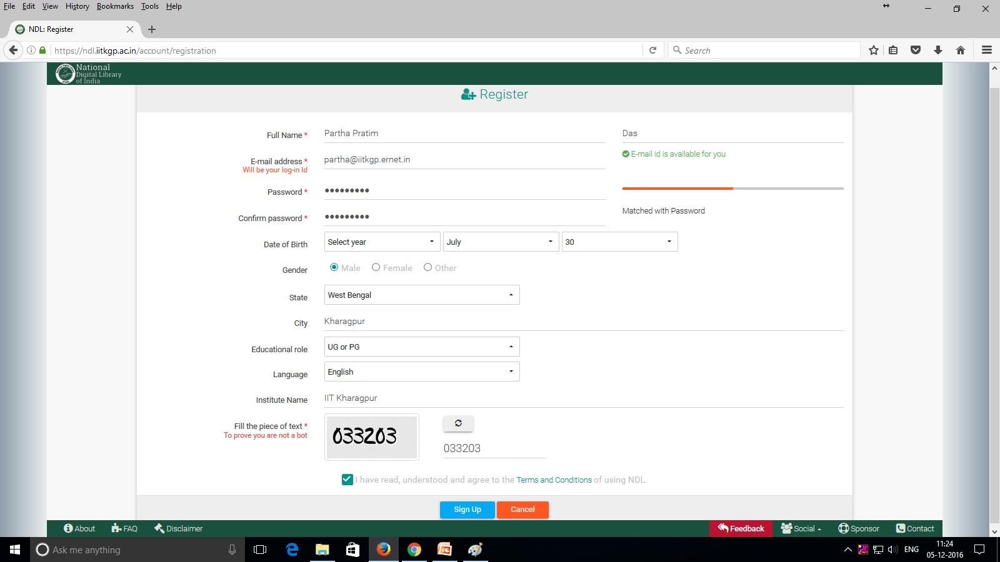 File Edit View History Bookmarks Tools Help
NDL: Register
https://ndl.iitkgp.ac.in/account/registration
Search
National
Digital Library
of India
Register
Full Name * Partha Pratim Das
E-mail address * partha@iitkgp.ernet.in E-mail id is available for you
Will be your log-in Id
Password * •••••••••
Confirm password * ••••••••• Matched with Password
Date of Birth Select year July 30
Gender Male Female Other
State West Bengal
City Kharagpur
Educational role UG or PG
Language English
Institute Name IIT Kharagpur
Fill the piece of text *
To prove you are not a bot
033203
033203
I have read, understood and agree to the Terms and Conditions of using NDL.
Sign Up Cancel
About FAQ Disclaimer Feedback Social Sponsor Contact
Ask me anything ENG 11:24
05-12-2016